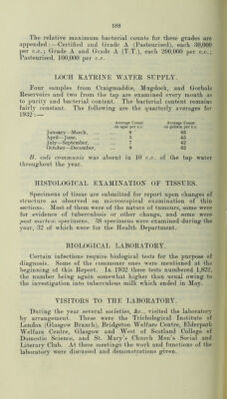 188
The relative maximum bacterial counts for these grades are
appended:—Certified and Grade A (Pasteurised), each 30,000
per c.c.; Grade A and Grade A (T.T.), each 200,000 per c.c.;
Pasteurised, 100,000 per c.c.
LOCH KATRINE WATER SUPPLY.
Four samples from Craigmaddie, Mugdock, and Gorbals
Reservoirs and two from the tap are examined every month as
to purity and bacterial content. The bacterial content remains
fairly constant. The following are the quarterly averages for
1932:—
Average Count Average Count
on agar per c.c. on gelatin per c.c.
January—March,
April—June,
July—September,
October—December,
B. coli communis was absent in 10 c.c. of the tap water
throughout the year.
HISTOLOGICAL EXAMINATION OF TISSUES.
Specimens of tissue are submitted for report upon changes of
structure as observed on microscopical examination of thin
sections. Most of them were of the nature of tumours, some were
for evidence of tuberculosis or other change, and some were
post mortem specimens. 58 specimens were examined during the
year, 32 of which were for the Health Department.
BIOLOGICAL LABORATORY.
Certain infections require biological tests for the purpose of
diagnosis. Some of the commoner ones were mentioned at the
beginning of this Report. In 1932 these tests numbered 1,822,
the number being again somewhat higher than usual owing to
the investigation into tuberculous milk which ended in May.
VISITORS TO THE LABORATORY.
During the year several societies, &c., visited the laboratory
by arrangement. These were the Trichological Institute of
London (Glasgow Branch), Bridgeton Welfare Centre, Elderpark
Welfare Centre, Glasgow and West of Scotland College of
Domestic Science, and St. Mary's Church Men's Social and
Literary Club. At these meetings the work and functions of the
laboratory were discussed and demonstrations given.